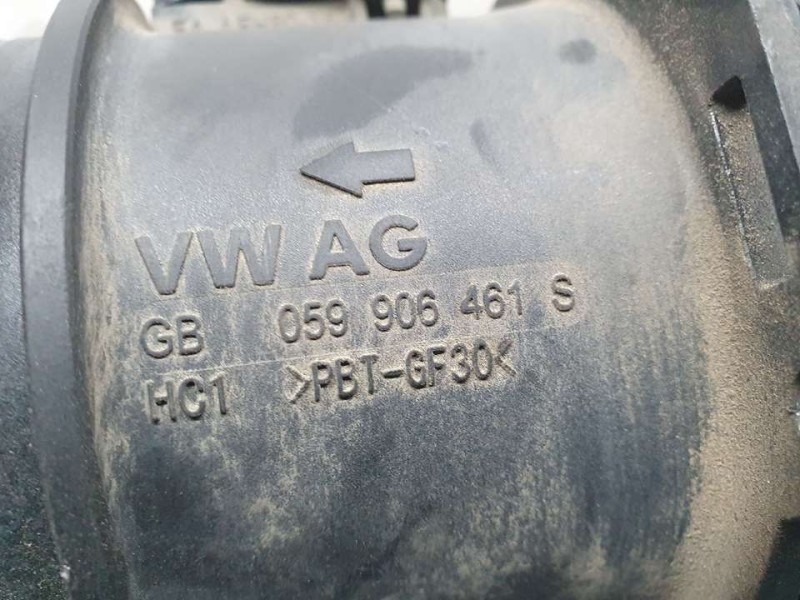 VW AG
GB 059 906 461 S
HC1 >PBT-GF30<